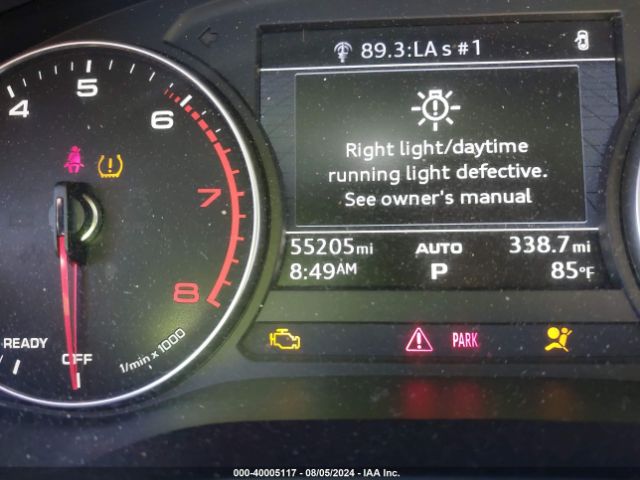 89.3:LA s #1
4 5 6 7 8
Right light/daytime
running light defective.
See owner's manual
55205mi AUTO 338.7mi
8:49AM P 85°F
READY
OFF
1/min x 1000
PARK
000-40005117 - 08/05/2024 - IAA Inc.